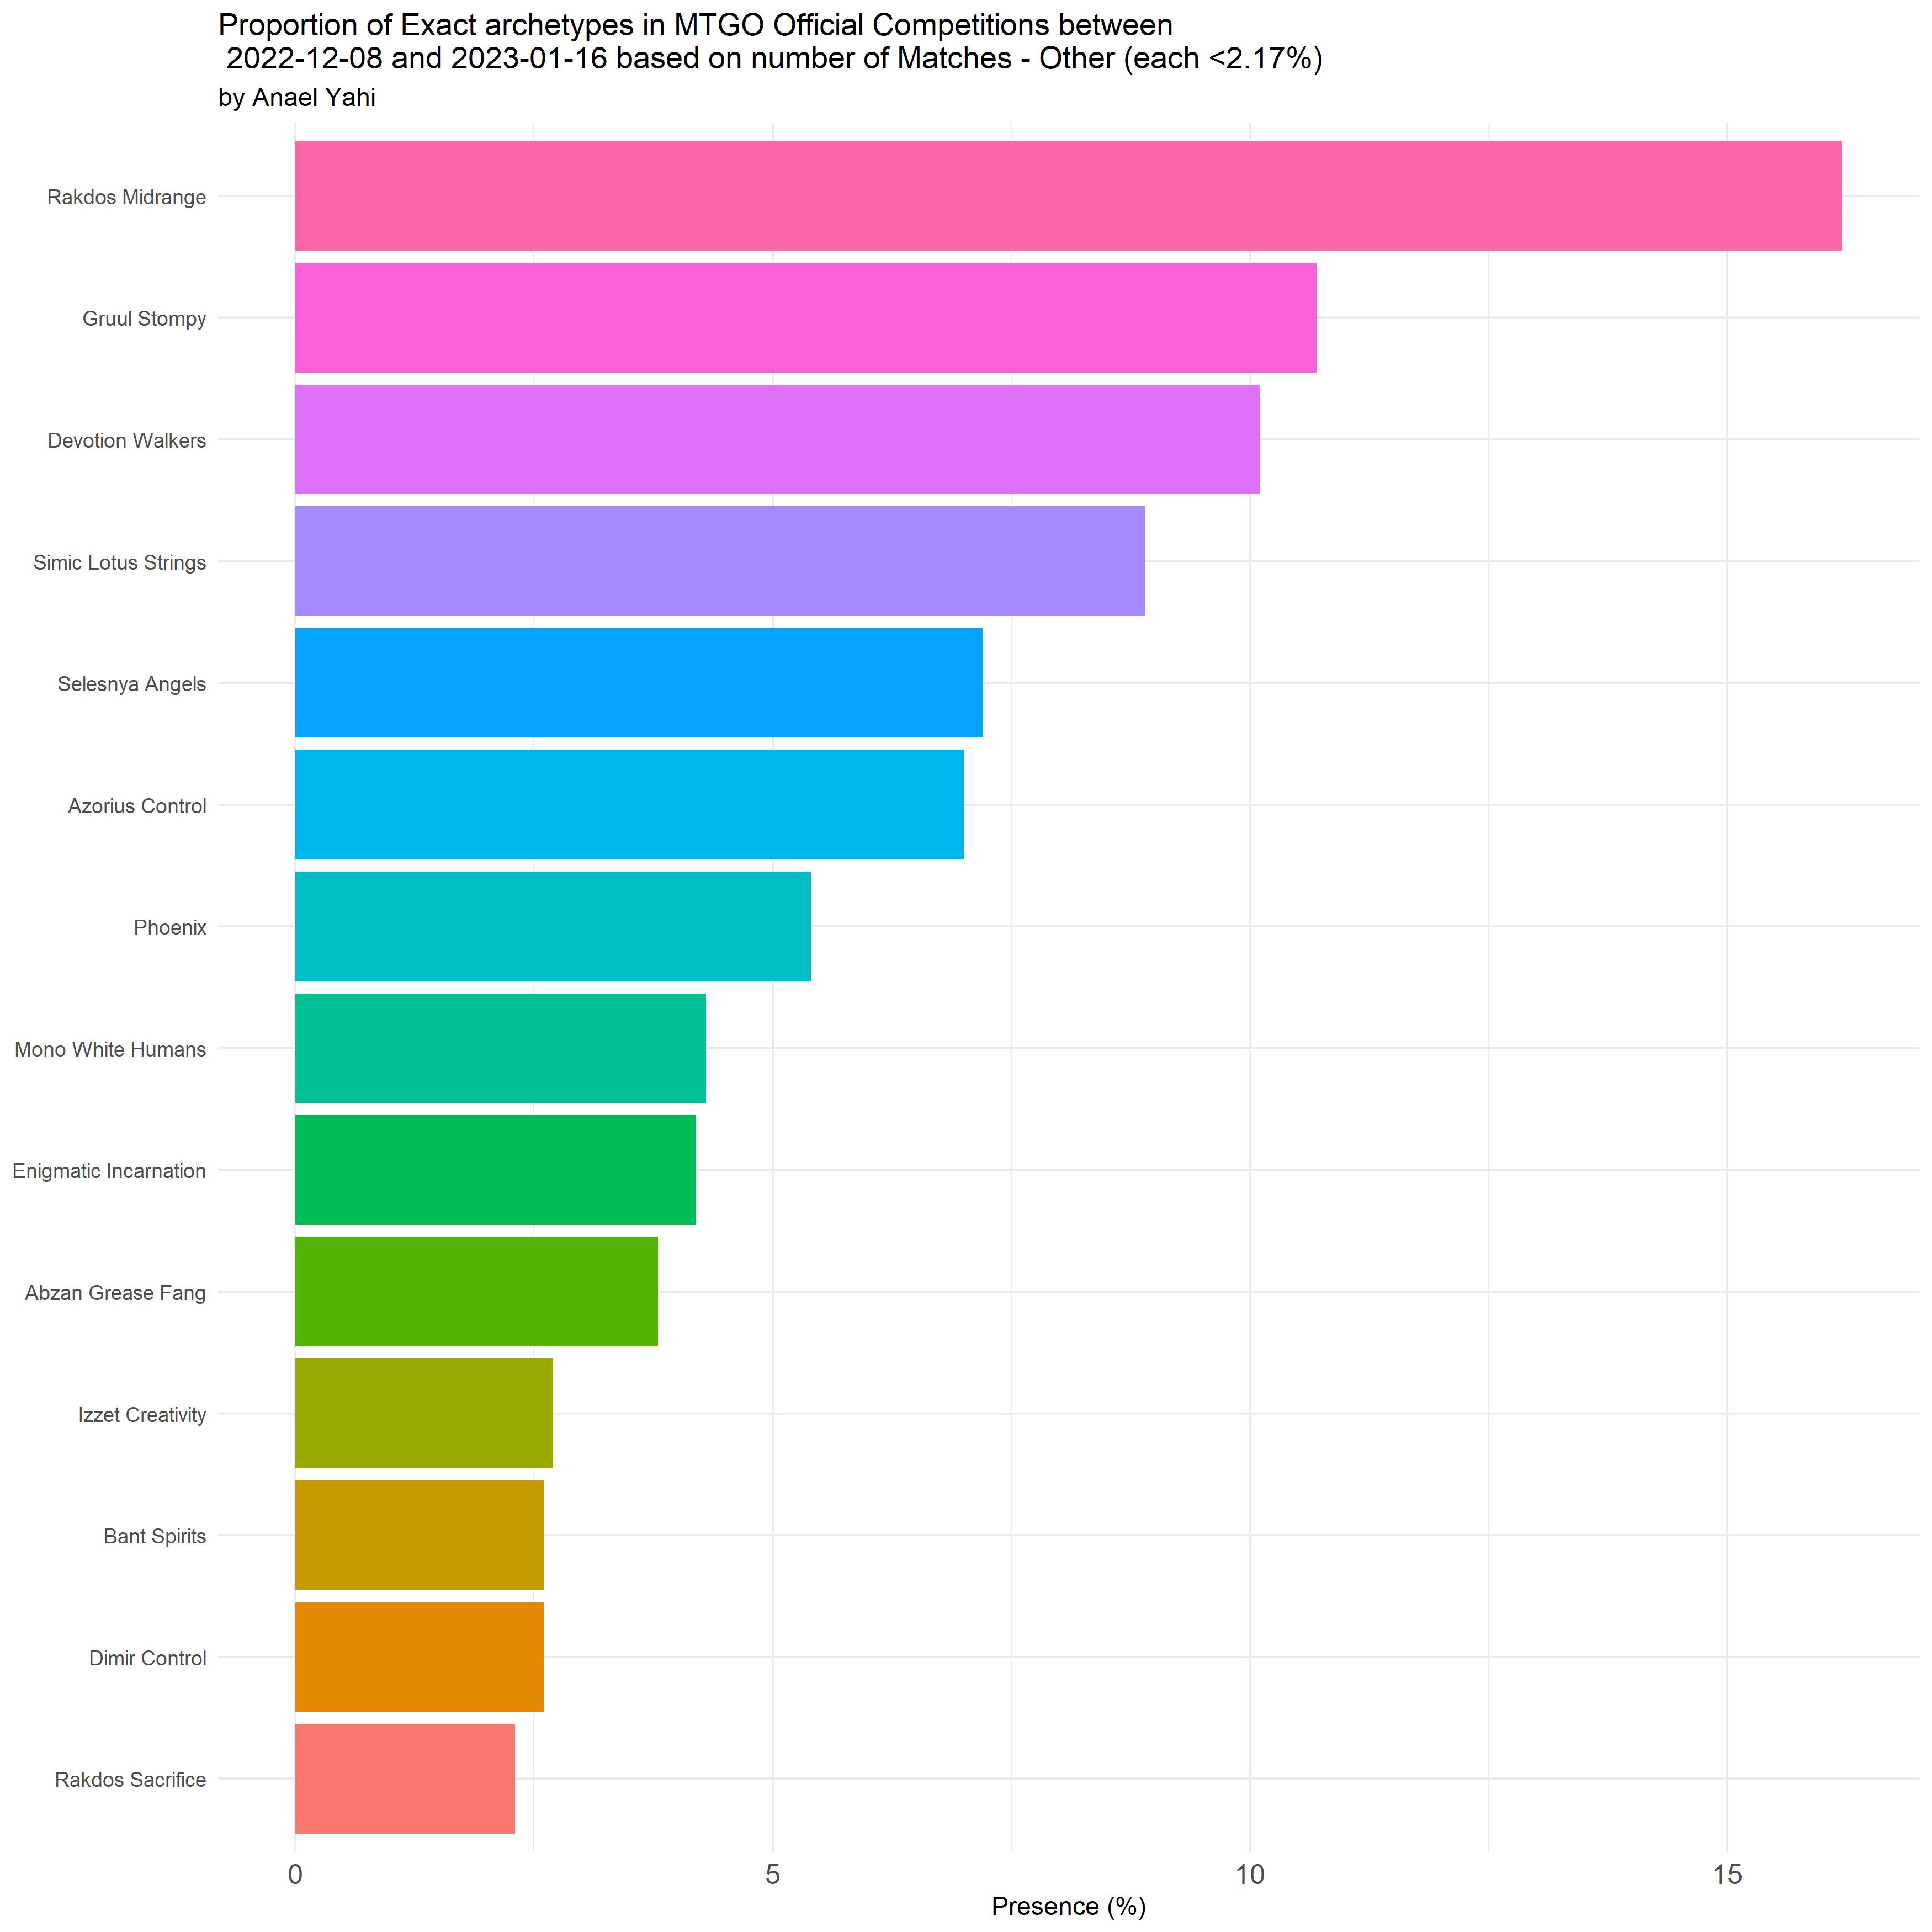 Proportion of Exact archetypes in MTGO Official Competitions between
2022-12-08 and 2023-01-16 based on number of Matches - Other (each <2.17%)
by Anael Yahi
Rakdos Midrange
Gruul Stompy
Devotion Walkers
Simic Lotus Strings
Selesnya Angels
Azorius Control
Phoenix
Mono White Humans
Enigmatic Incarnation
Abzan Grease Fang
Izzet Creativity
Bant Spirits
Dimir Control
Rakdos Sacrifice
0 5 10 15
Presence (%)